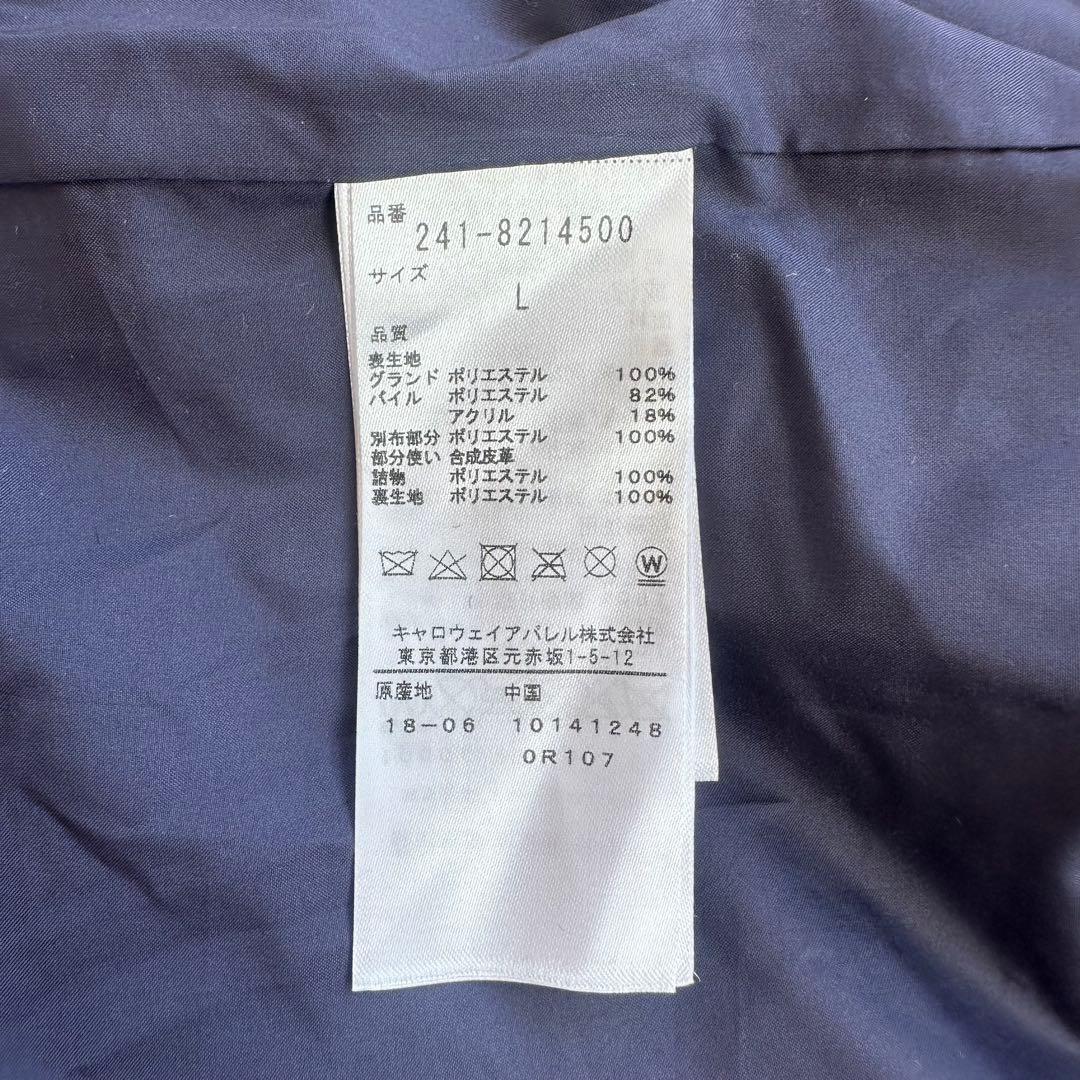 品番
241-8214500
サイズ
L
品質
表生地
グランド ポリエステル 100%
パイル ポリエステル 82%
アクリル 18%
別布部分 ポリエステル 100%
部分使い 合成皮革
詰物 ポリエステル 100%
裏生地 ポリエステル 100%
W
キャロウェイアパレル株式会社
東京都港区元赤坂1-5-12
原産地 中国
18-06 10141248
0R107